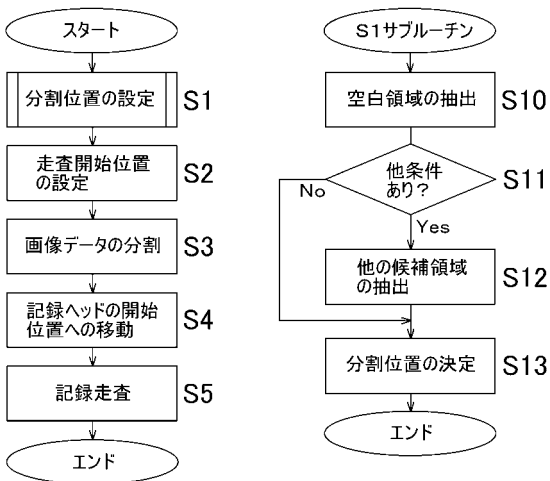 スタート
分割位置の設定
S1
走査開始位置
の設定
S2
画像データの分割
S3
記録ヘッドの開始
位置への移動
S4
記録走査
S5
エンド
S1サブルーチン
空白領域の抽出
S10
他条件
あり？
S11
No
Yes
他の候補領域
の抽出
S12
分割位置の決定
S13
エンド